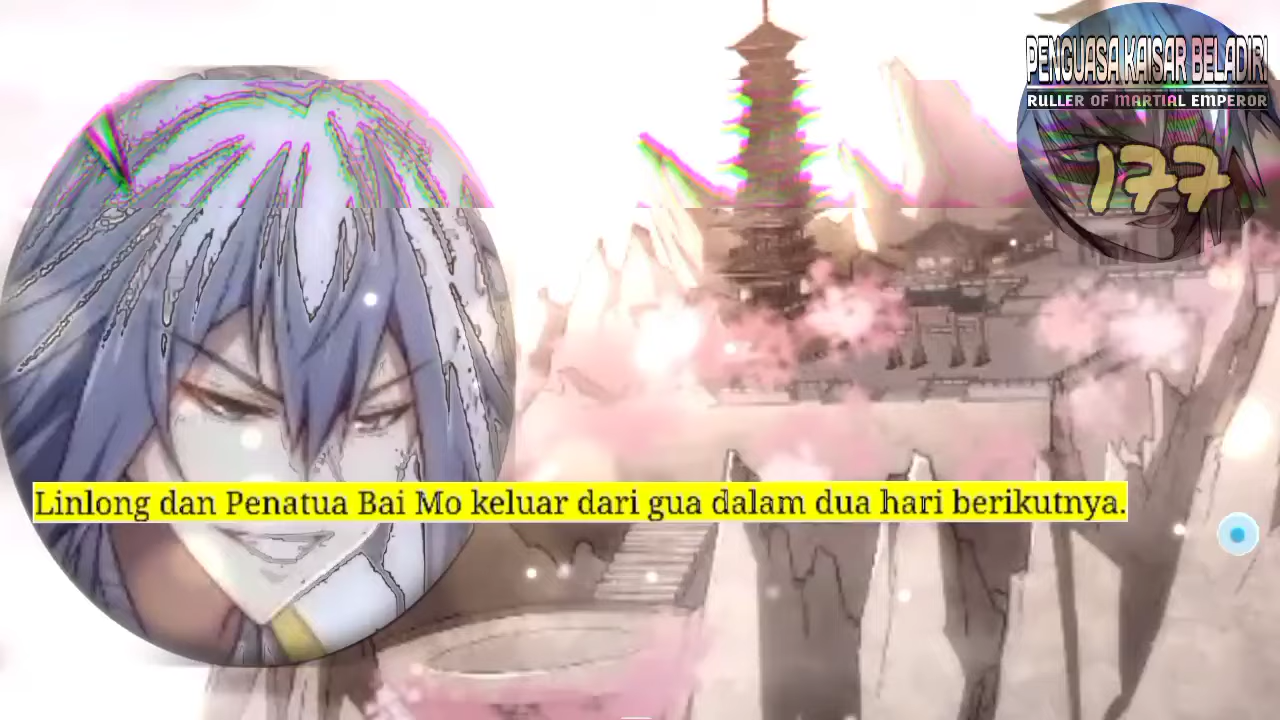 PENGUASA KAISAR BELADIRI
RULLER OF MARTIAL EMPEROR
177
Linlong dan Penatua Bai Mo keluar dari gua dalam dua hari berikutnya.